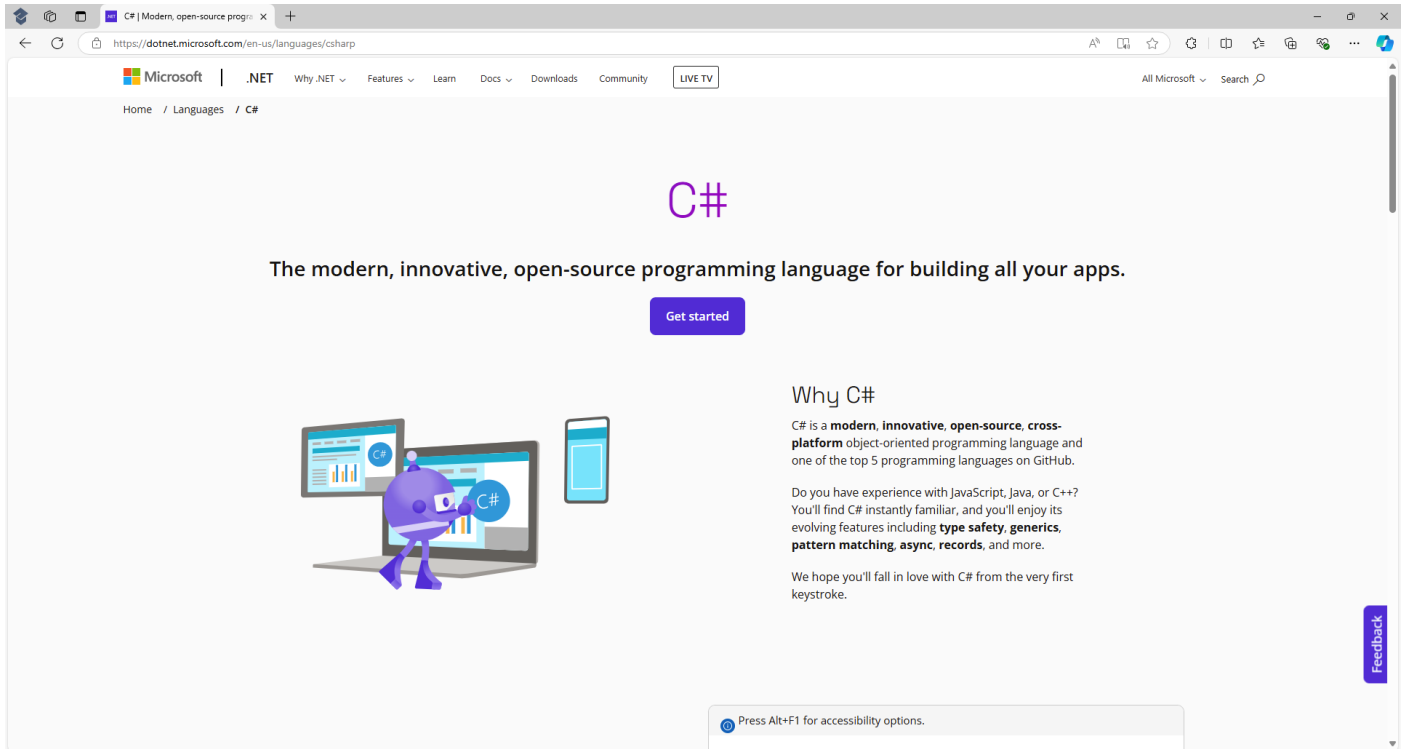 C# | Modern, open-source progra
https://dotnet.microsoft.com/en-us/languages/csharp
Microsoft .NET Why .NET Features Learn Docs Downloads Community LIVE TV All Microsoft Search
Home / Languages / C#
C#
The modern, innovative, open-source programming language for building all your apps.
Get started
C#
C#
Why C#
C# is a modern, innovative, open-source, cross-
platform object-oriented programming language and
one of the top 5 programming languages on GitHub.
Do you have experience with JavaScript, Java, or C++?
You'll find C# instantly familiar, and you'll enjoy its
evolving features including type safety, generics,
pattern matching, async, records, and more.
We hope you'll fall in love with C# from the very first
keystroke.
Feedback
Press Alt+F1 for accessibility options.